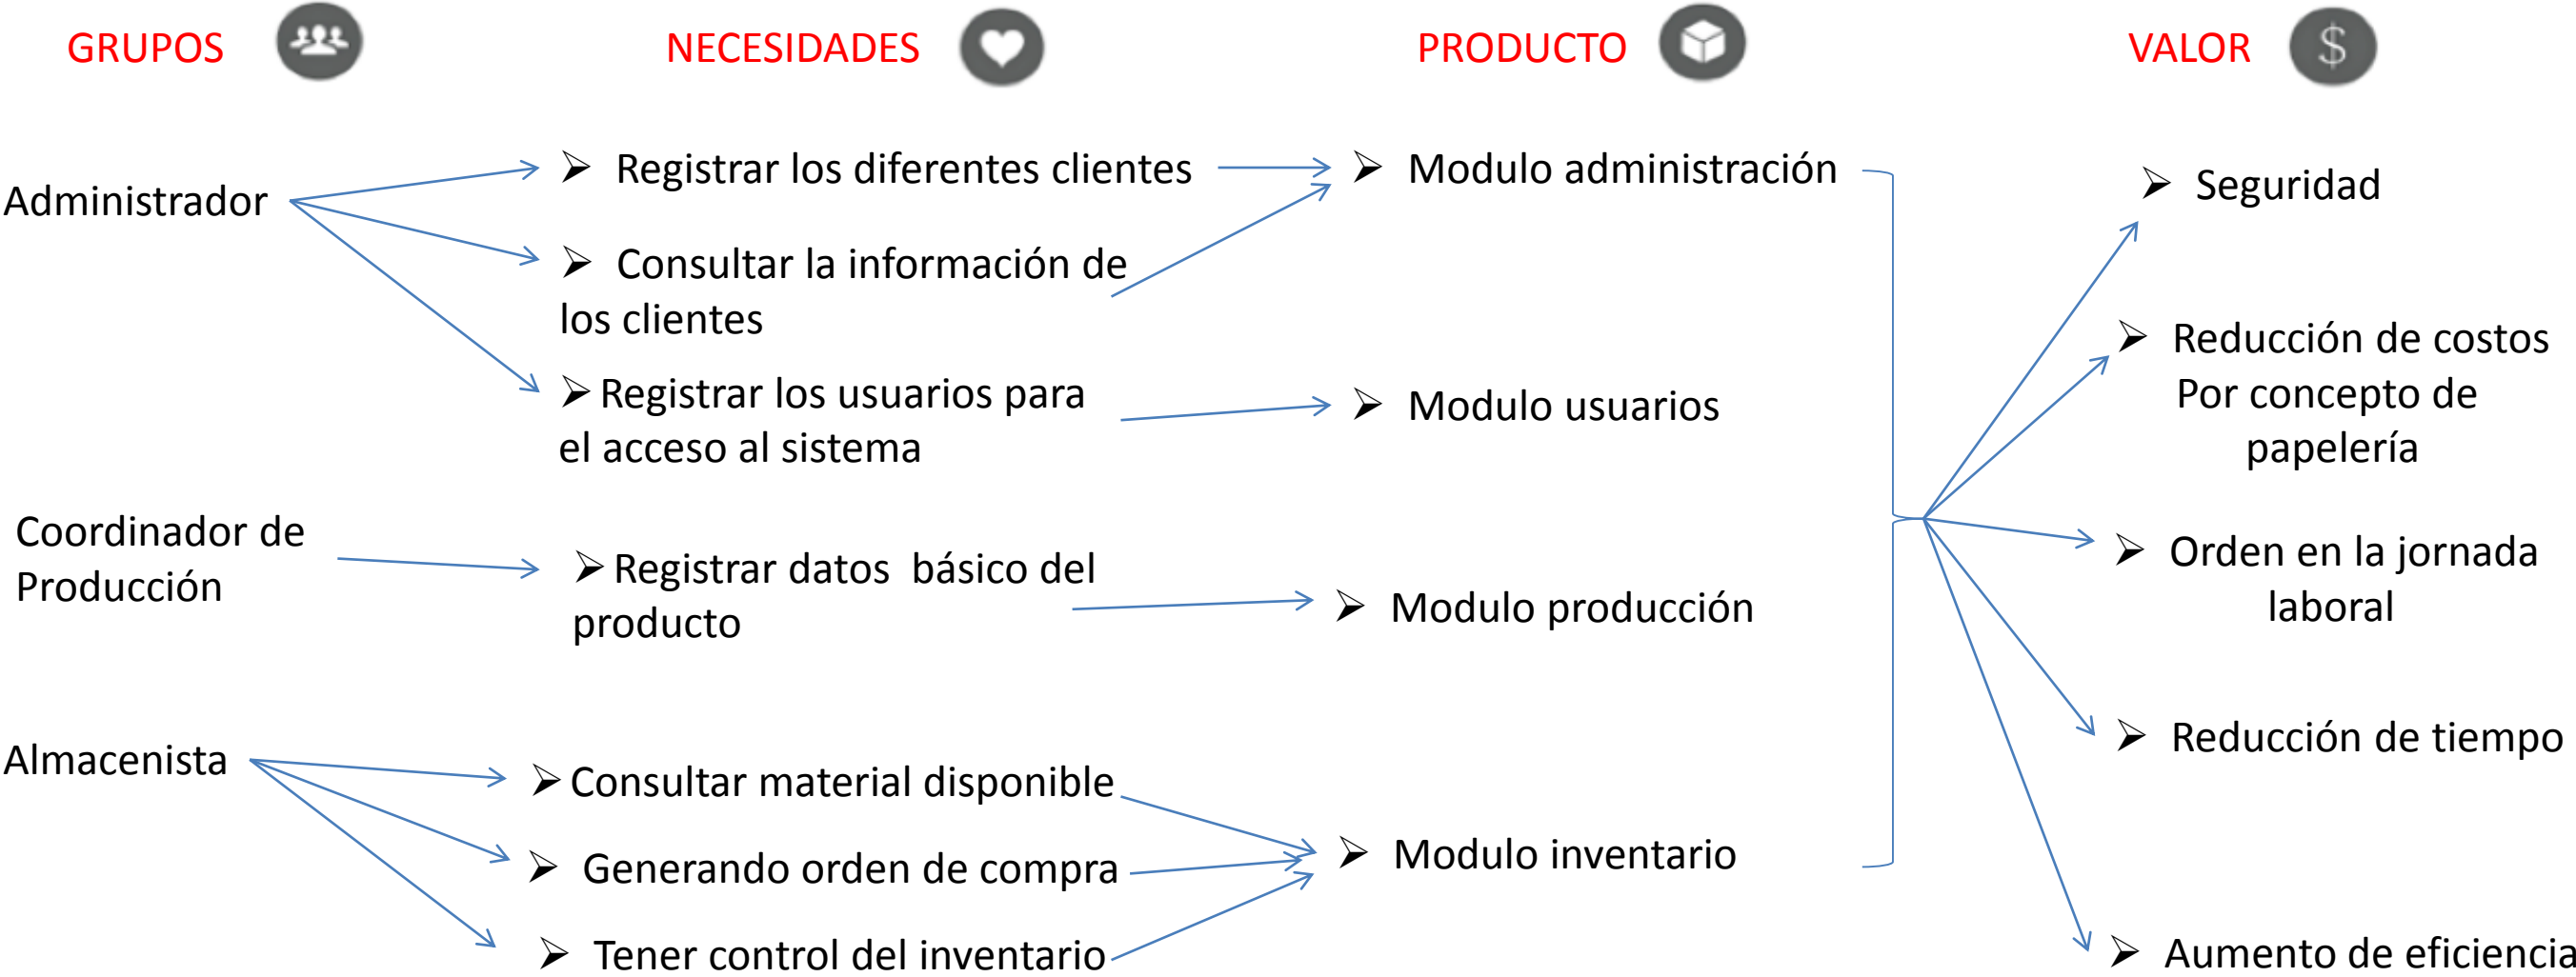 GRUPOS
NECESIDADES
PRODUCTO
VALOR
$
Administrador
Registrar los diferentes clientes
Consultar la información de
los clientes
Registrar los usuarios para
el acceso al sistema
Modulo administración
Modulo usuarios
Seguridad
Reducción de costos
Por concepto de
papelería
Coordinador de
Producción
Registrar datos básico del
producto
Modulo producción
Orden en la jornada
laboral
Almacenista
Consultar material disponible
Generando orden de compra
Tener control del inventario
Modulo inventario
Reducción de tiempo
Aumento de eficiencia